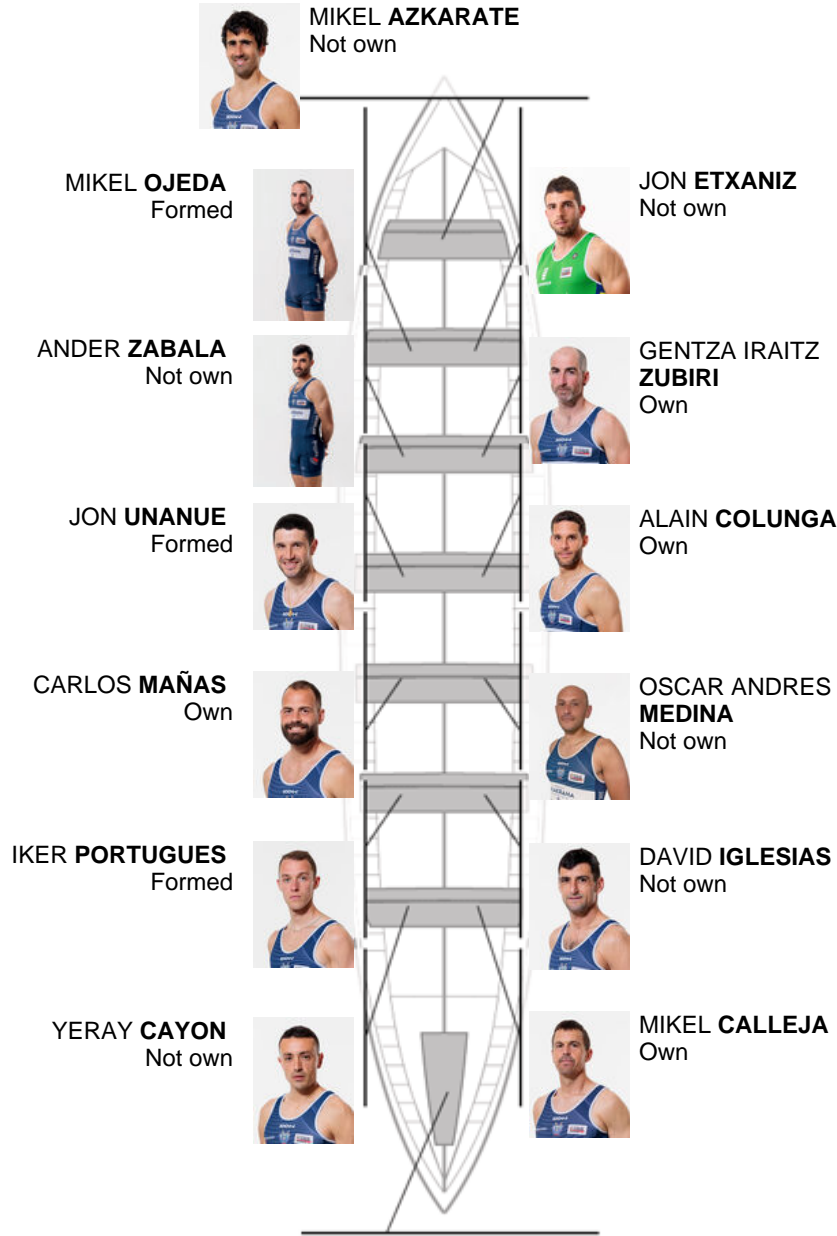 MIKEL AZKARATE
Not own
MIKEL OJEDA
Formed
JON ETXANIZ
Not own
ANDER ZABALA
Not own
GENTZA IRAITZ
ZUBIRI
Own
JON UNANUE
Formed
ALAIN COLUNGA
Own
CARLOS MAÑAS
Own
OSCAR ANDRES
MEDINA
Not own
IKER PORTUGUES
Formed
DAVID IGLESIAS
Not own
YERAY CAYON
Not own
MIKEL CALLEJA
Own